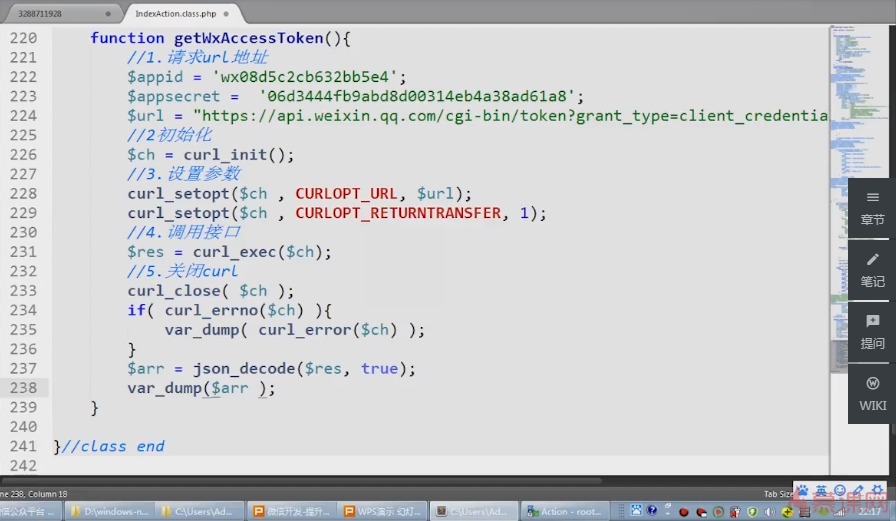 3288711928
IndexAction.class.php
220 function getWxAccessToken(){
221 //1.请求url地址
222 $appid = 'wx08d5c2cb632bb5e4';
223 $appsecret =  '06d3444fb9abd8d00314eb4a38ad61a8';
224 $url = "https://api.weixin.qq.com/cgi-bin/token?grant_type=client_credentia
225 //2初始化
226 $ch = curl_init();
227 //3.设置参数
228 curl_setopt($ch , CURLOPT_URL, $url);
229 curl_setopt($ch , CURLOPT_RETURNTRANSFER, 1);
230 //4.调用接口
231 $res = curl_exec($ch);
232 //5.关闭curl
233 curl_close( $ch );
234 if( curl_errno($ch) ){
235 var_dump( curl_error($ch) );
236 }
237 $arr = json_decode($res, true);
238 var_dump($arr );
239 }
240
241 }//class end
242
章节
笔记
提问
WIKI
ne 238, Column 18
Tab Size
英
信公众平台 ...
D:\windows-n...
C:\Users\Ad...
微信开发-提升...
WPS演示 幻灯...
C:\Users\Ad...
Action - root...
慕课网
22:17